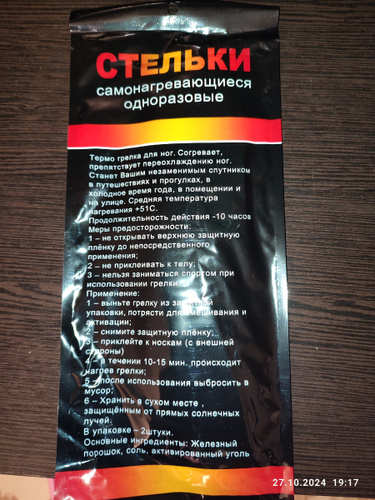 СТЕЛЬКИ
самонагревающиеся
одноразовые
Термо грелка для ног. Согревает,
препятствует переохлаждению ног.
Станет Вашим незаменимым спутником
в путешествиях и прогулках, в
холодное время года, в помещении и
на улице. Средняя температура
нагревания +51С.
Продолжительность действия -10 часов
Меры предосторожности:
1 – не открывать верхнюю защитную
плёнку до непосредственного
применения;
2 – не приклеивать к телу;
3 – нельзя заниматься спортом при
использовании грелки
Применение:
1 – выньте грелку из защитной
упаковки, потрясти для смешивания и
активации;
2 – снимите защитную плёнку;
3 – приклейте к носкам (с внешней
стороны)
4 – в течении 10-15 мин. происходит
нагрев грелки;
5 – после использования выбросить в
мусор;
6 – Хранить в сухом месте ,
защищённым от прямых солнечных
лучей.
В упаковке – 2штуки.
Основные ингредиенты: Железный
порошок, соль, активированный уголь
27.10.2024 19:17